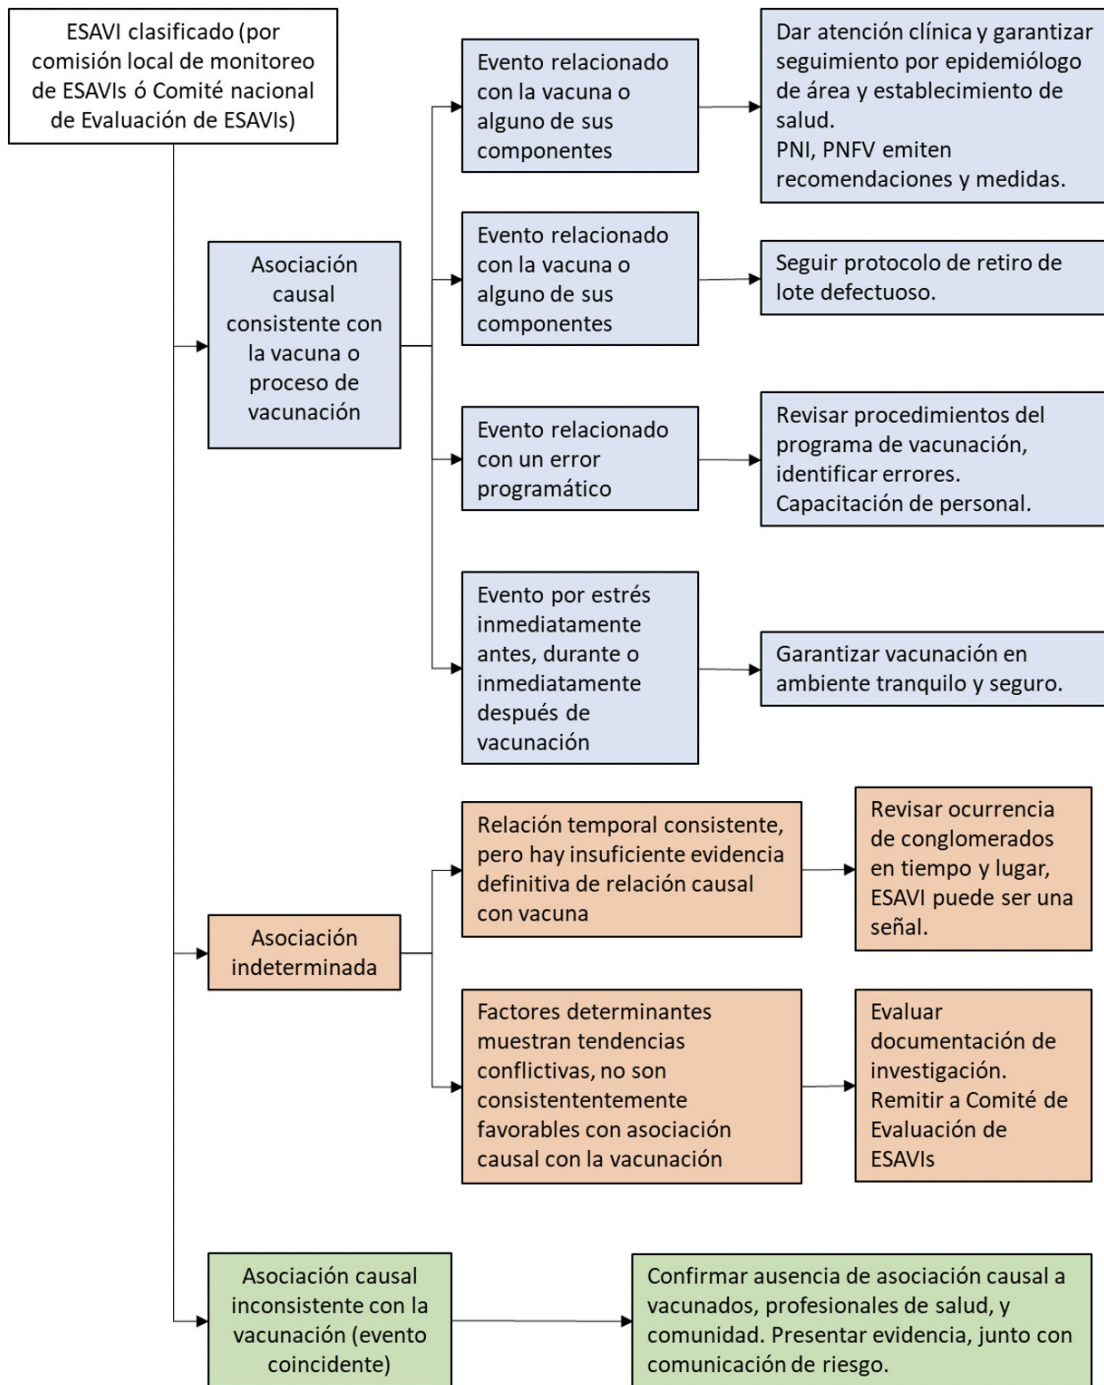 ESAVI clasificado (por
comisión local de monitoreo
de ESAVIs ó Comité nacional
de Evaluación de ESAVIs)
Asociación
causal
consistente con
la vacuna o
proceso de
vacunación
Evento relacionado
con la vacuna o
alguno de sus
componentes
Dar atención clínica y garantizar
seguimiento por epidemiólogo
de área y establecimiento de
salud.
PNI, PNFV emiten
recomendaciones y medidas.
Evento relacionado
con la vacuna o
alguno de sus
componentes
Seguir protocolo de retiro de
lote defectuoso.
Evento relacionado
con un error
programático
Revisar procedimientos del
programa de vacunación,
identificar errores.
Capacitación de personal.
Evento por estrés
inmediatamente
antes, durante o
inmediatamente
después de
vacunación
Garantizar vacunación en
ambiente tranquilo y seguro.
Asociación
indeterminada
Relación temporal consistente,
pero hay insuficiente evidencia
definitiva de relación causal
con vacuna
Revisar ocurrencia
de conglomerados
en tiempo y lugar,
ESAVI puede ser una
señal.
Factores determinantes
muestran tendencias
conflictivas, no son
consistententemente
favorables con asociación
causal con la vacunación
Evaluar
documentación de
investigación.
Remitir a Comité de
Evaluación de
ESAVIs
Asociación causal
inconsistente con la
vacunación (evento
coincidente)
Confirmar ausencia de asociación causal a
vacunados, profesionales de salud, y
comunidad. Presentar evidencia, junto con
comunicación de riesgo.